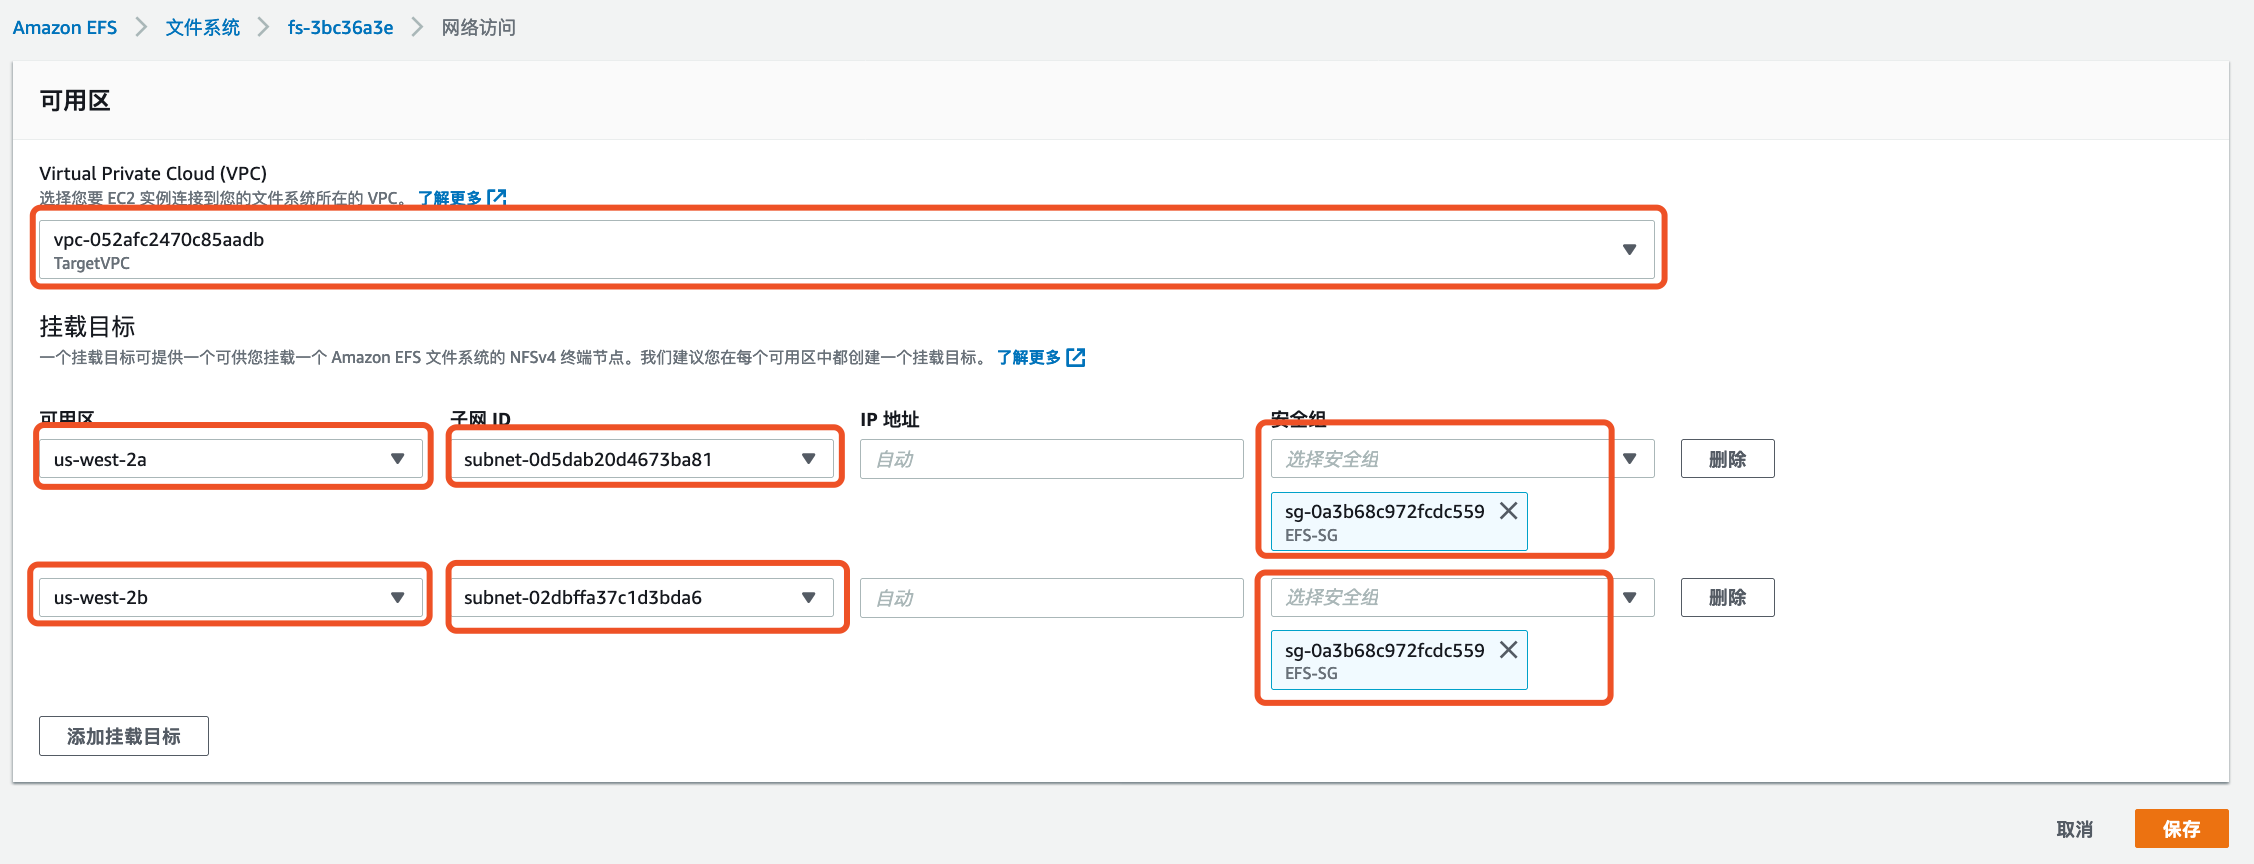 Amazon EFS 文件系统 fs-3bc36a3e 网络访问
可用区
Virtual Private Cloud (VPC)
选择您要 EC2 实例连接到您的文件系统所在的 VPC。 了解更多
vpc-052afc2470c85aadb
TargetVPC
挂载目标
一个挂载目标可提供一个可供您挂载一个 Amazon EFS 文件系统的 NFSv4 终端节点。我们建议您在每个可用区中都创建一个挂载目标。 了解更多
可用区 子网 ID IP 地址 安全组
us-west-2a subnet-0d5dab20d4673ba81 自动 选择安全组 删除
sg-0a3b68c972fcdc559
EFS-SG
us-west-2b subnet-02dbffa37c1d3bda6 自动 选择安全组 删除
sg-0a3b68c972fcdc559
EFS-SG
添加挂载目标
取消 保存